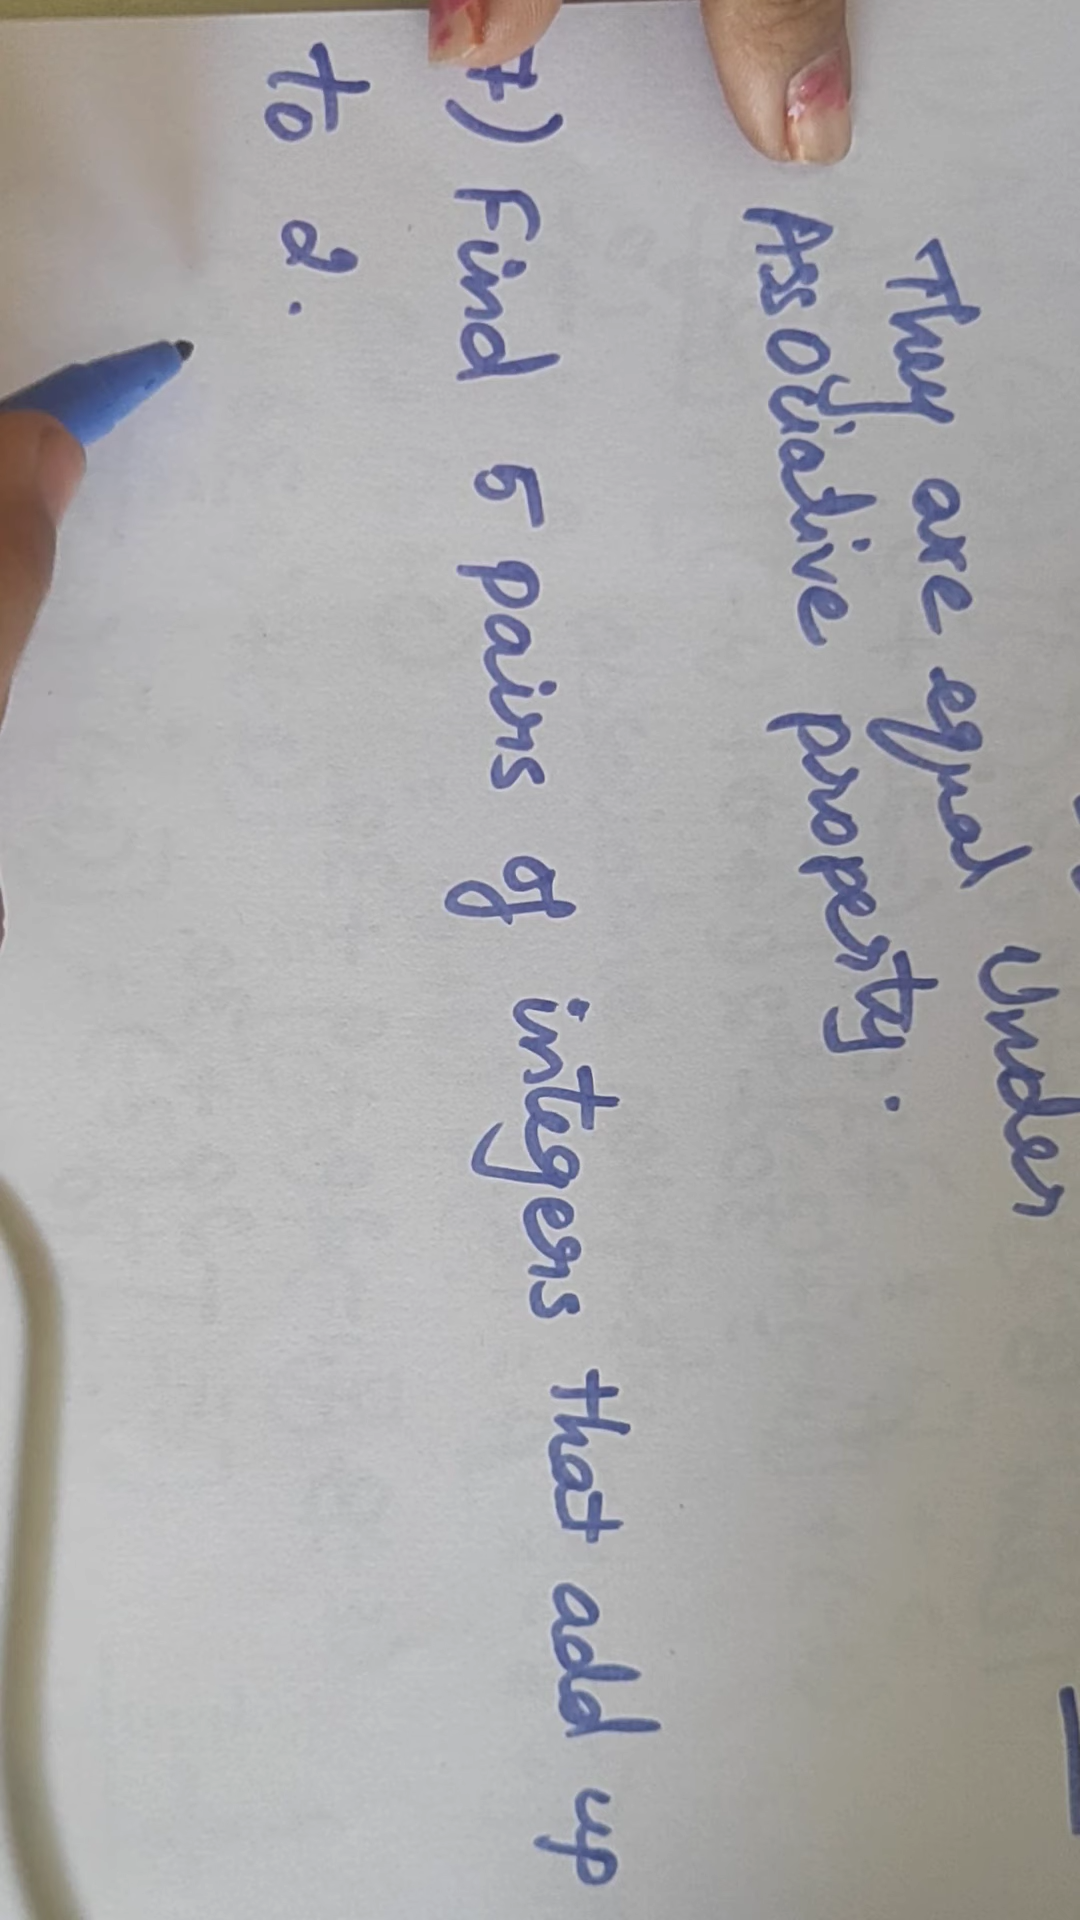 They are equal under
Associative property.
7) Find 5 pairs of integers that add up
to 2.